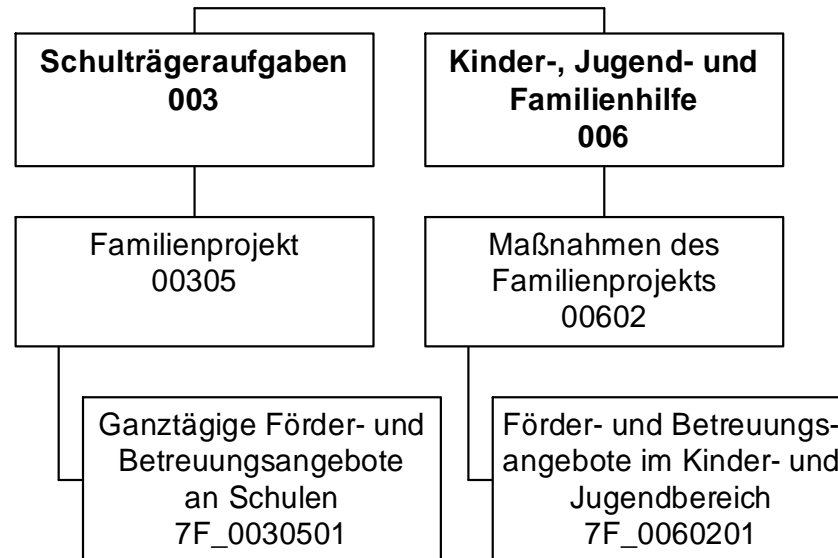 Schulträgeraufgaben
003
Kinder-, Jugend- und
Familienhilfe
006
Familienprojekt
00305
Maßnahmen des
Familienprojekts
00602
Ganztägige Förder- und
Betreuungsangebote
an Schulen
7F_0030501
Förder- und Betreuungs-
angebote im Kinder- und
Jugendbereich
7F_0060201